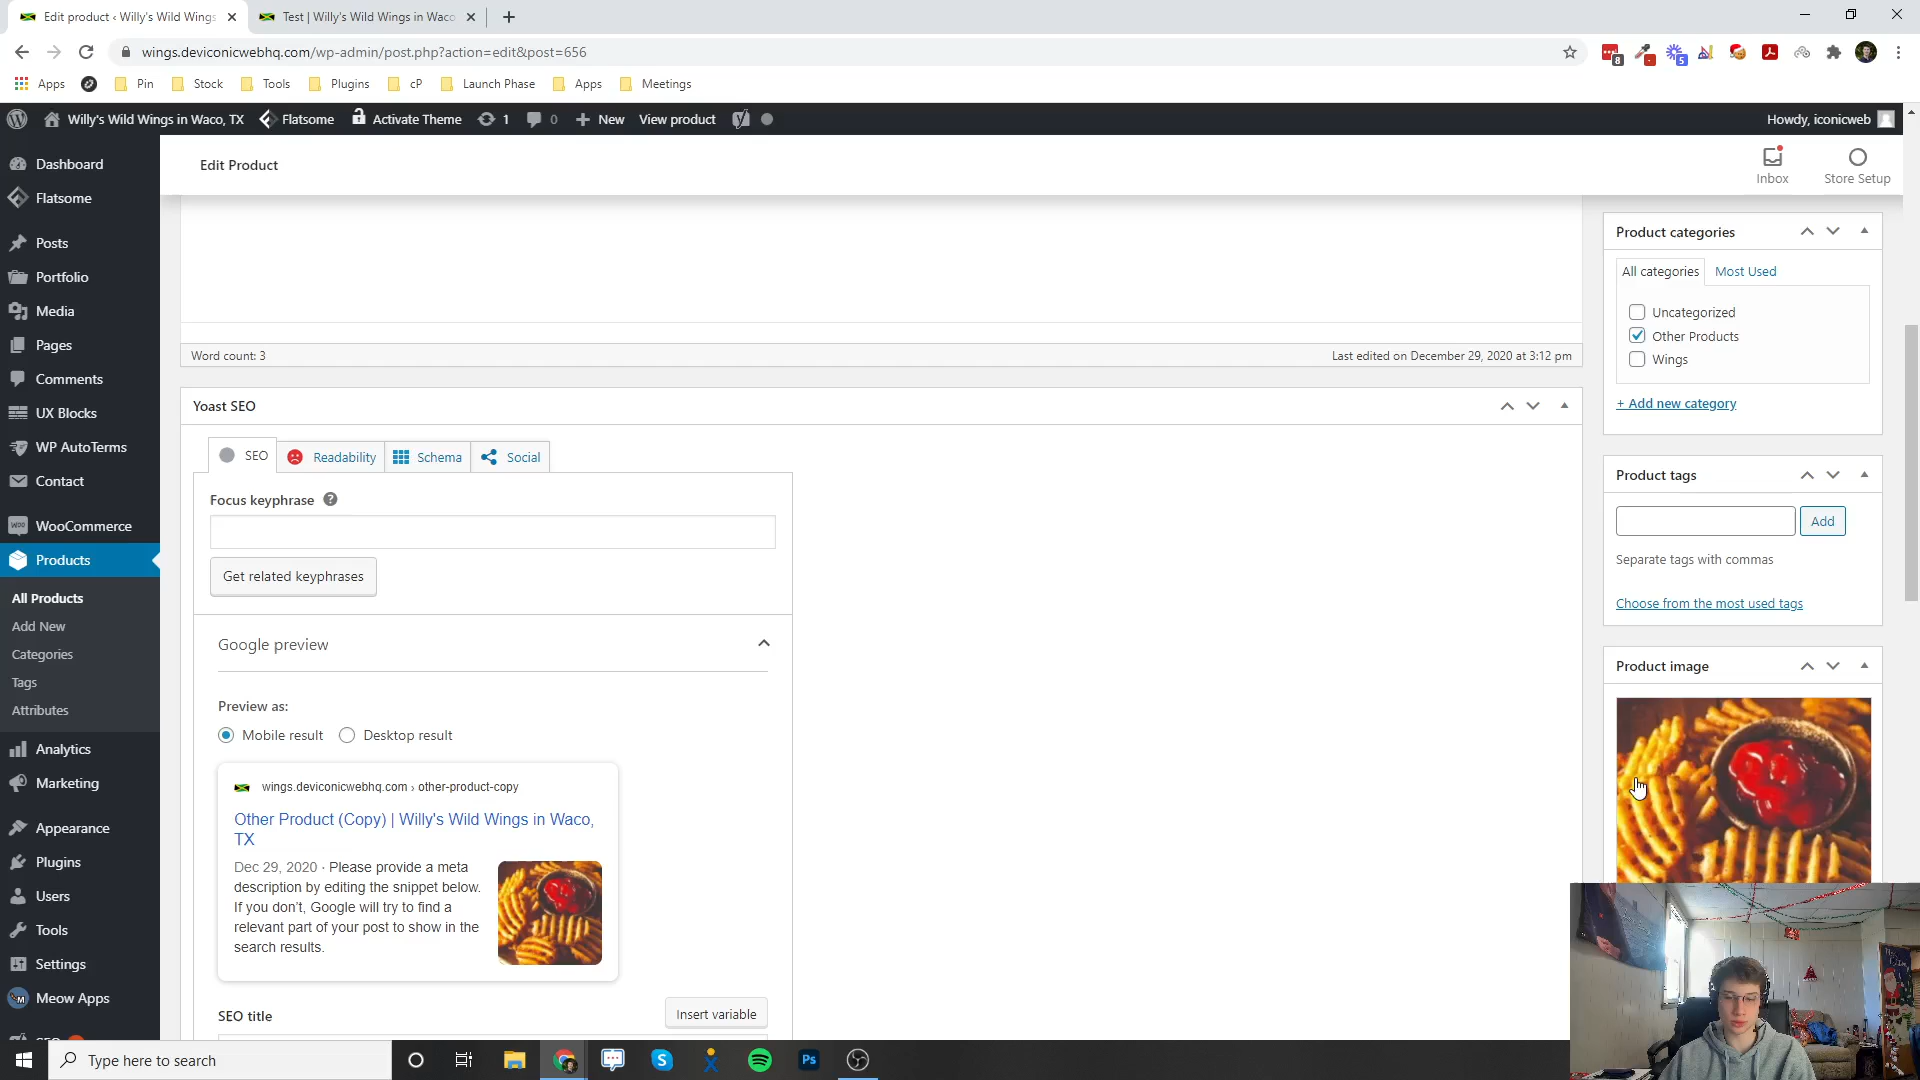 Edit product ‹ Willy's Wild Wings
Test | Willy's Wild Wings in Waco
wings.deviconicwebhq.com/wp-admin/post.php?action=edit&post=656
8
5
Apps
Pin
Stock
Tools
Plugins
cP
Launch Phase
Apps
Meetings
Willy's Wild Wings in Waco, TX
Flatsome
Activate Theme
1
0
New
View product
Howdy, iconicweb
Edit Product
Inbox
Store Setup
Dashboard
Flatsome
Posts
Portfolio
Media
Pages
Comments
UX Blocks
WP AutoTerms
Contact
WooCommerce
Products
All Products
Add New
Categories
Tags
Attributes
Analytics
Marketing
Appearance
Plugins
Users
Tools
Settings
Meow Apps
Word count: 3
Last edited on December 29, 2020 at 3:12 pm
Yoast SEO
SEO
Readability
Schema
Social
Focus keyphrase
Get related keyphrases
Google preview
Preview as:
Mobile result
Desktop result
wings.deviconicwebhq.com › other-product-copy
Other Product (Copy) | Willy's Wild Wings in Waco,
TX
Dec 29, 2020 · Please provide a meta
description by editing the snippet below.
If you don't, Google will try to find a
relevant part of your post to show in the
search results.
SEO title
Insert variable
Product categories
All categories
Most Used
Uncategorized
Other Products
Wings
+ Add new category
Product tags
Add
Separate tags with commas
Choose from the most used tags
Product image
Type here to search
Ps